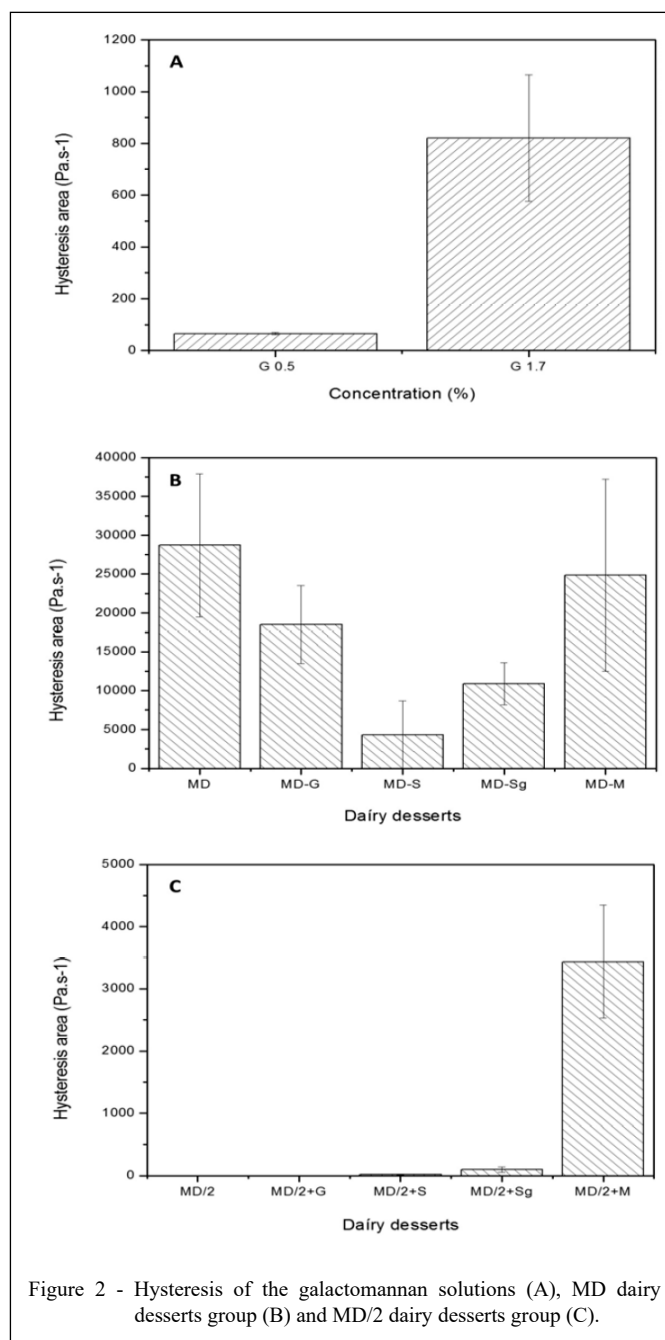 1200
1000
800
600
400
200
0
A
Hysteresis area (Pa.s-1)
G 0.5
G 1.7
Concentration (%)
40000
35000
30000
25000
20000
15000
10000
5000
0
B
Hysteresis area (Pa.s-1)
MD
MD-G
MD-S
MD-Sg
MD-M
Daíry desserts
5000
4000
3000
2000
1000
0
C
Hysteresis area (Pa.s-1)
MD/2
MD/2+G
MD/2+S
MD/2+Sg
MD/2+M
Daíry desserts
Figure 2 - Hysteresis of the galactomannan solutions (A), MD dairy
desserts group (B) and MD/2 dairy desserts group (C).